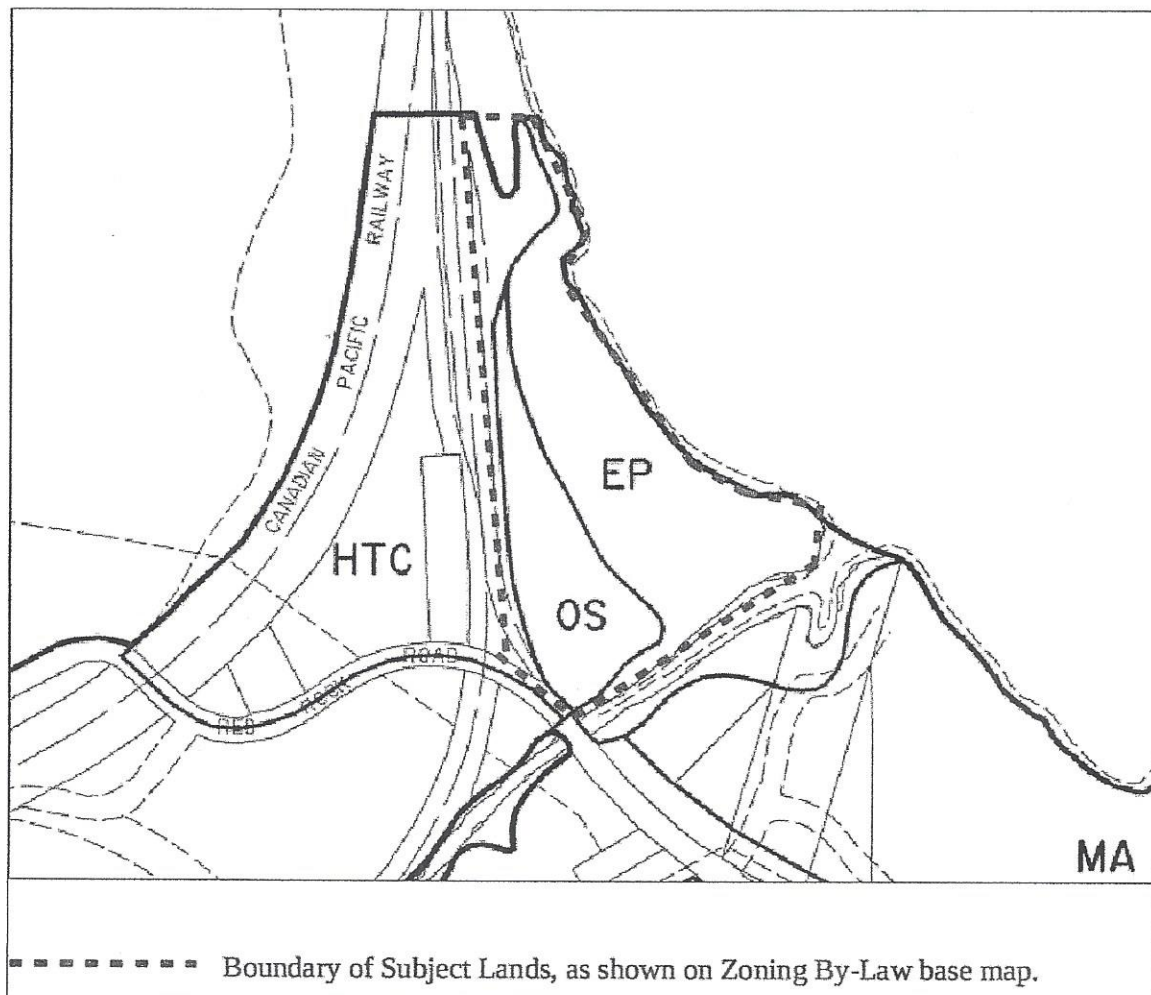 RAILWAY
PACIFIC
CANADIAN
EP
HTC
OS
ROAD
ROCK
RED
MA
Boundary of Subject Lands, as shown on Zoning By-Law base map.